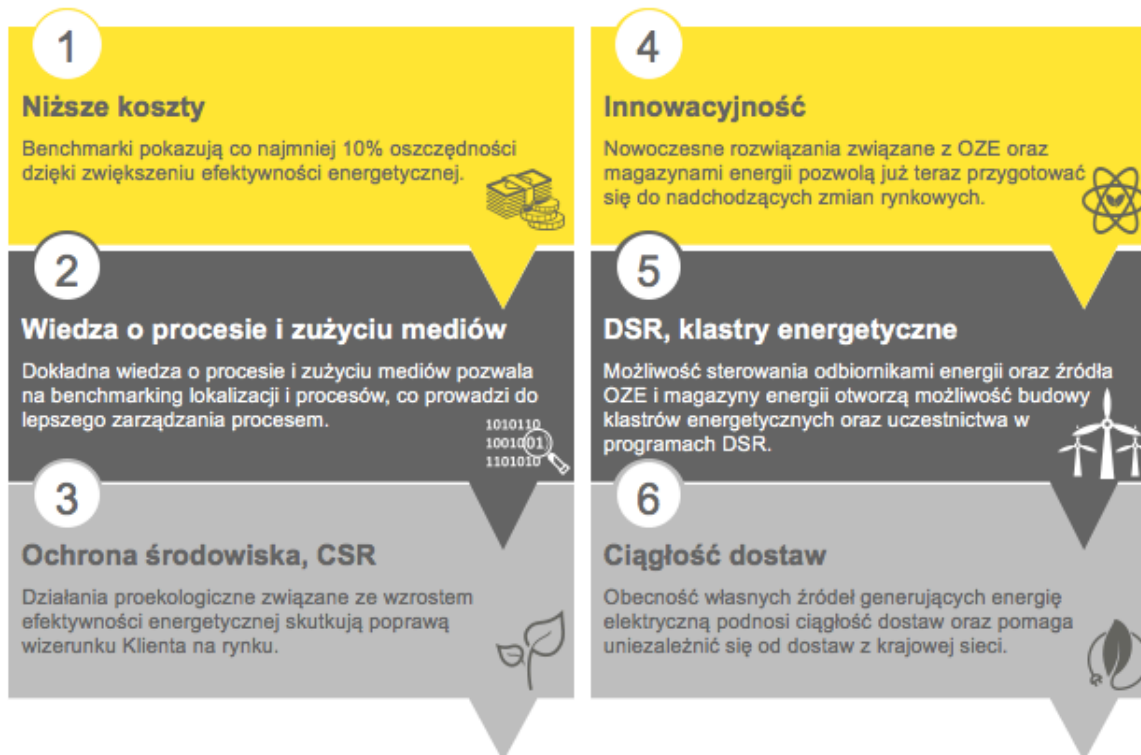 1
Niższe koszty
Benchmarki pokazują co najmniej 10% oszczędności
dzięki zwiększeniu efektywności energetycznej.
2
Wiedza o procesie i zużyciu mediów
Dokładna wiedza o procesie i zużyciu mediów pozwala
na benchmarking lokalizacji i procesów, co prowadzi do
lepszego zarządzania procesem.
1010110
1001001
1101010
3
Ochrona środowiska, CSR
Działania proekologiczne związane ze wzrostem
efektywności energetycznej skutkują poprawą
wizerunku Klienta na rynku.
4
Innowacyjność
Nowoczesne rozwiązania związane z OZE oraz
magazynami energii pozwolą już teraz przygotować
się do nadchodzących zmian rynkowych.
5
DSR, klastry energetyczne
Możliwość sterowania odbiornikami energii oraz źródła
OZE i magazyny energii otworzą możliwość budowy
klastrów energetycznych oraz uczestnictwa w
programach DSR.
6
Ciągłość dostaw
Obecność własnych źródeł generujących energię
elektryczną podnosi ciągłość dostaw oraz pomaga
uniezależnić się od dostaw z krajowej sieci.